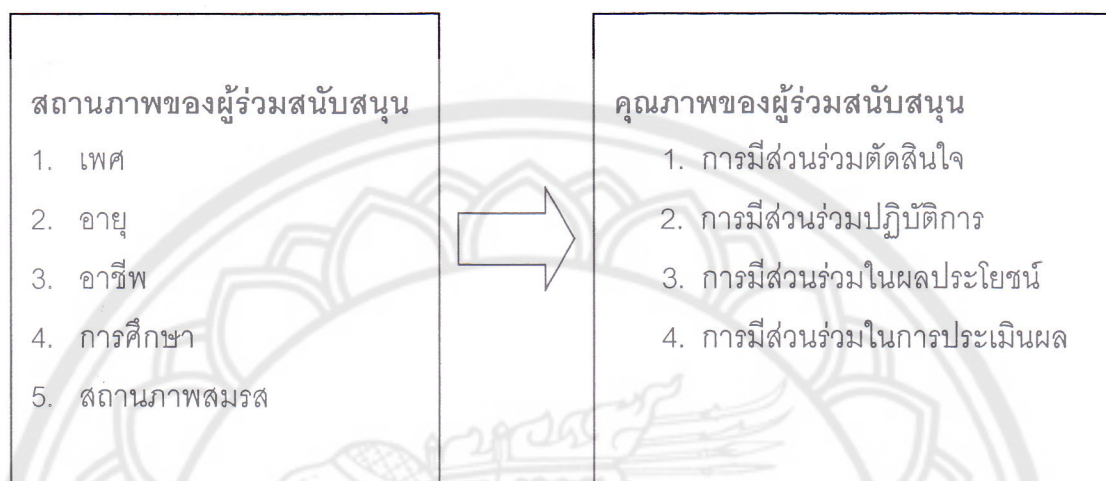 สถานภาพของผู้ร่วมสนับสนุน
1. เพศ
2. อายุ
3. อาชีพ
4. การศึกษา
5. สถานภาพสมรส
คุณภาพของผู้ร่วมสนับสนุน
1. การมีส่วนร่วมตัดสินใจ
2. การมีส่วนร่วมปฏิบัติการ
3. การมีส่วนร่วมในผลประโยชน์
4. การมีส่วนร่วมในการประเมินผล